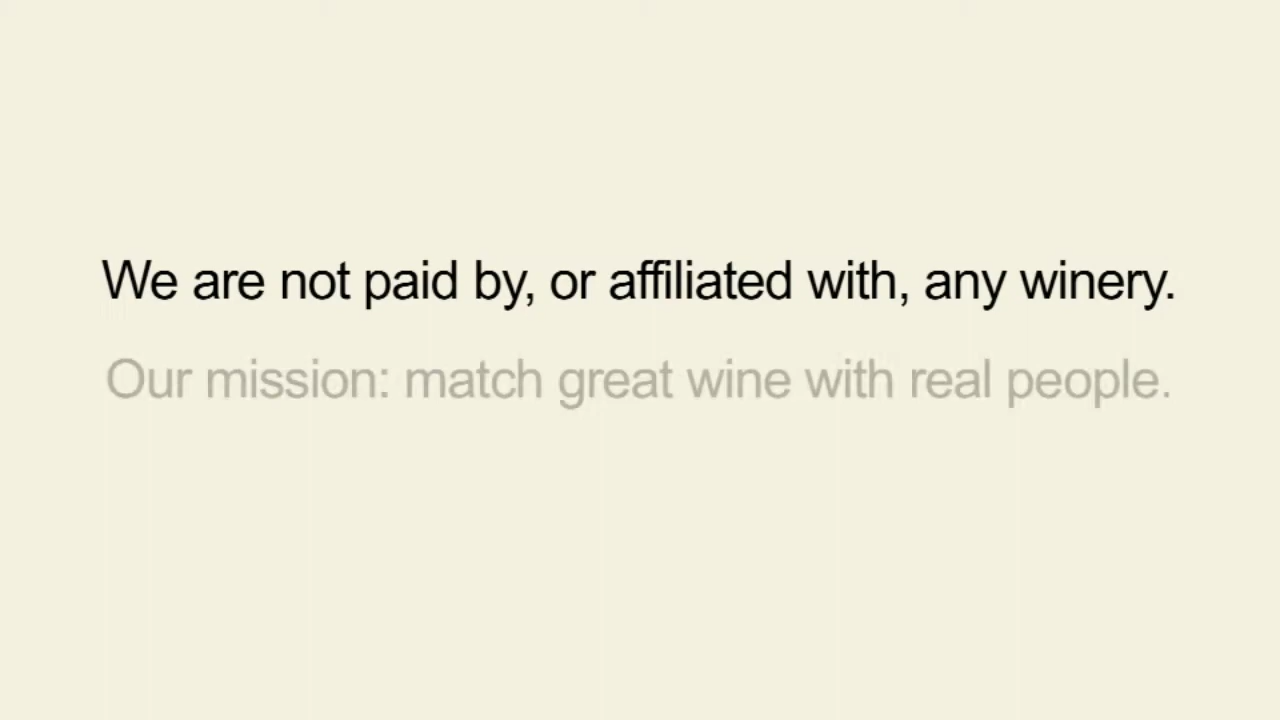 We are not paid by, or affiliated with, any winery.
Our mission: match great wine with real people.